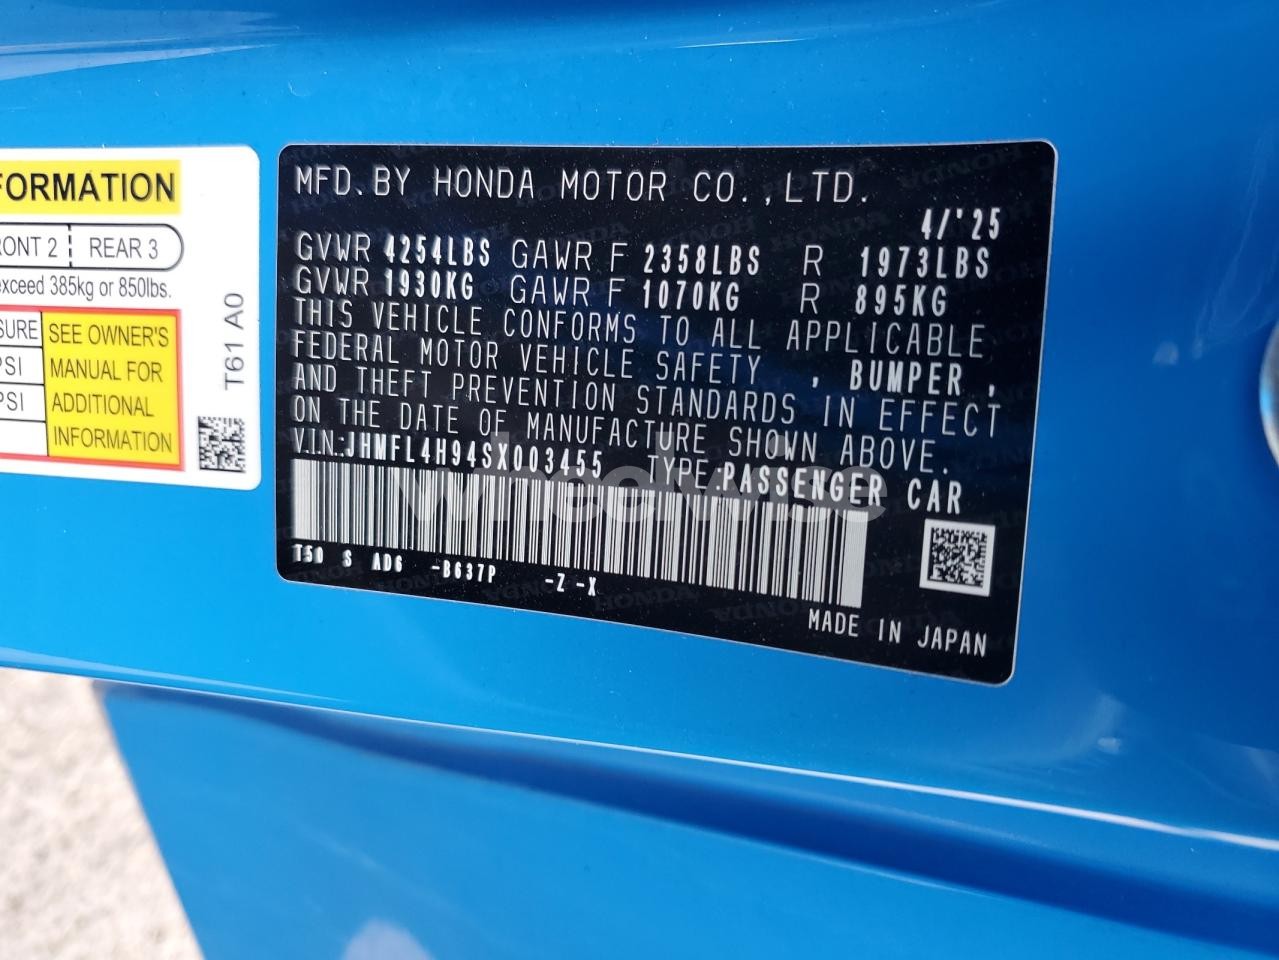 FORMATION
RONT 2 REAR 3
exceed 385kg or 850lbs.
SURE
PSI
PSI
SEE OWNER'S
MANUAL FOR
ADDITIONAL
INFORMATION
T61 A0
MFD. BY HONDA MOTOR CO., LTD.
4/'25
GVWR 4254LBS GAWR F 2358LBS R 1973LBS
GVWR 1930KG GAWR F 1070KG R 895KG
THIS VEHICLE CONFORMS TO ALL APPLICABLE
FEDERAL MOTOR VEHICLE SAFETY , BUMPER ,
AND THEFT PREVENTION STANDARDS IN EFFECT
ON THE DATE OF MANUFACTURE SHOWN ABOVE.
V.I.N:JHMFL4H94SX003455 TYPE:PASSENGER CAR
wheelwise
T50 S AD6 -B637P -Z -X
MADE IN JAPAN